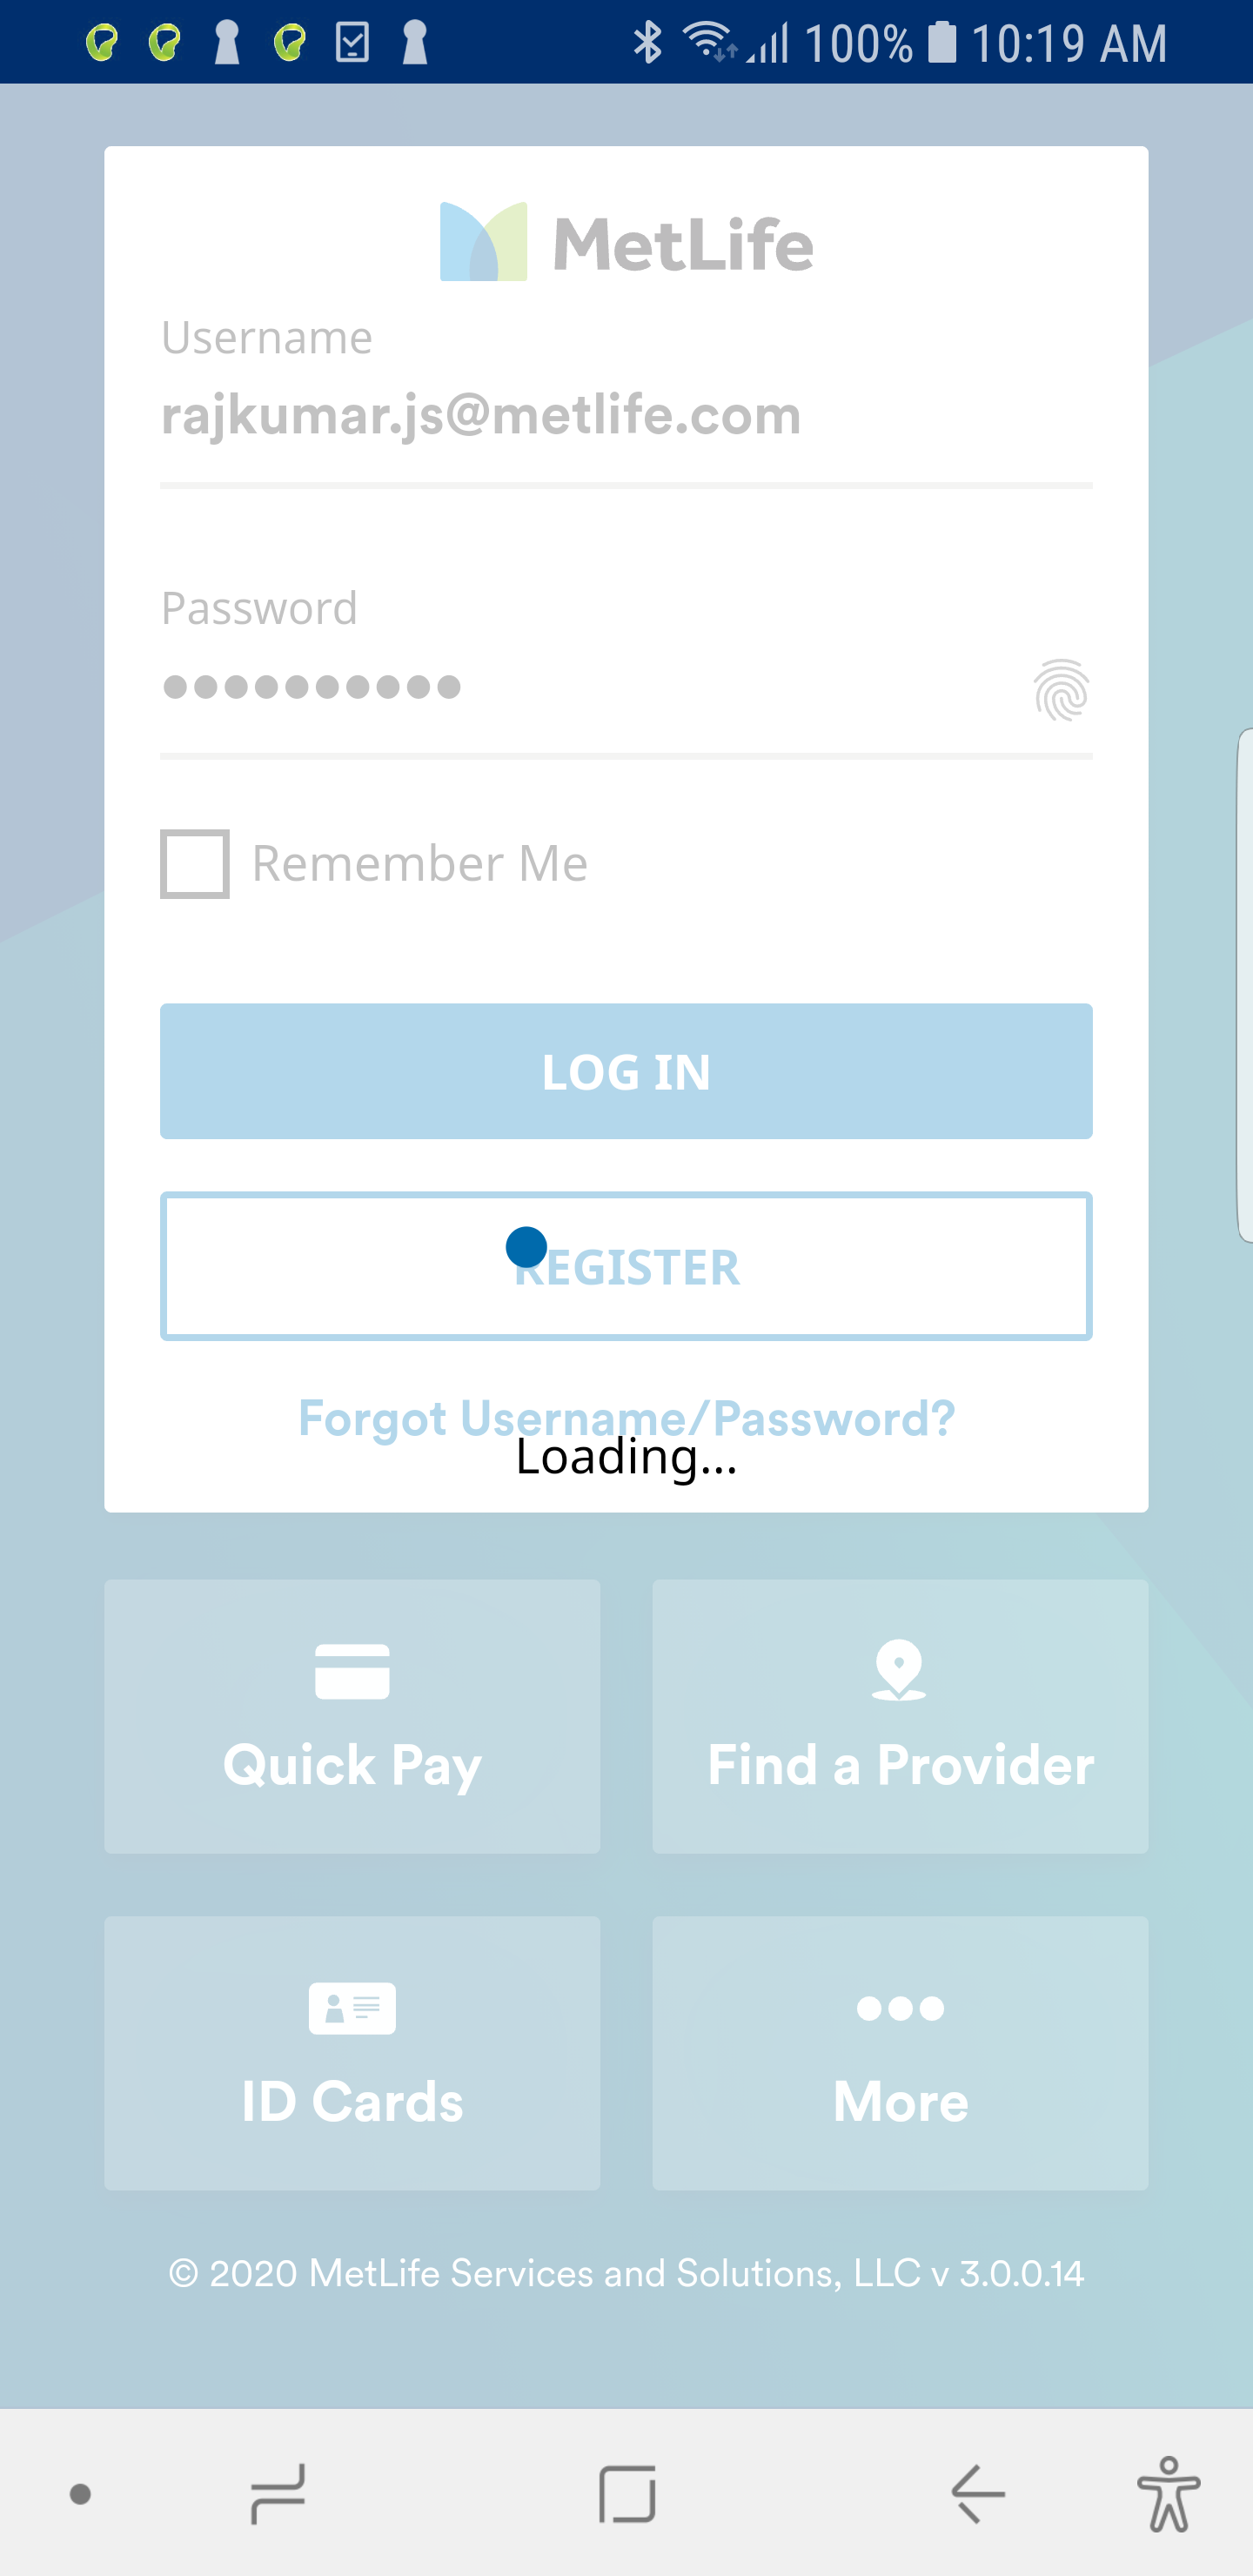 100% 10:19 AM
MetLife
Username
rajkumar.js@metlife.com
Password
Remember Me
LOG IN
REGISTER
Forgot Username/Password?
Loading...
Quick Pay
Find a Provider
ID Cards
More
© 2020 MetLife Services and Solutions, LLC v 3.0.0.14